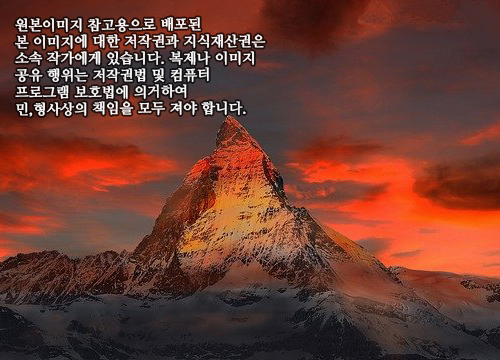 원본이미지 참고용으로 배포된
본 이미지에 대한 저작권과 지식재산권은
소속 작가에게 있습니다. 복제나 이미지
공유 행위는 저작권법 및 컴퓨터
프로그램 보호법에 의거하여
민,형사상의 책임을 모두 져야 합니다.